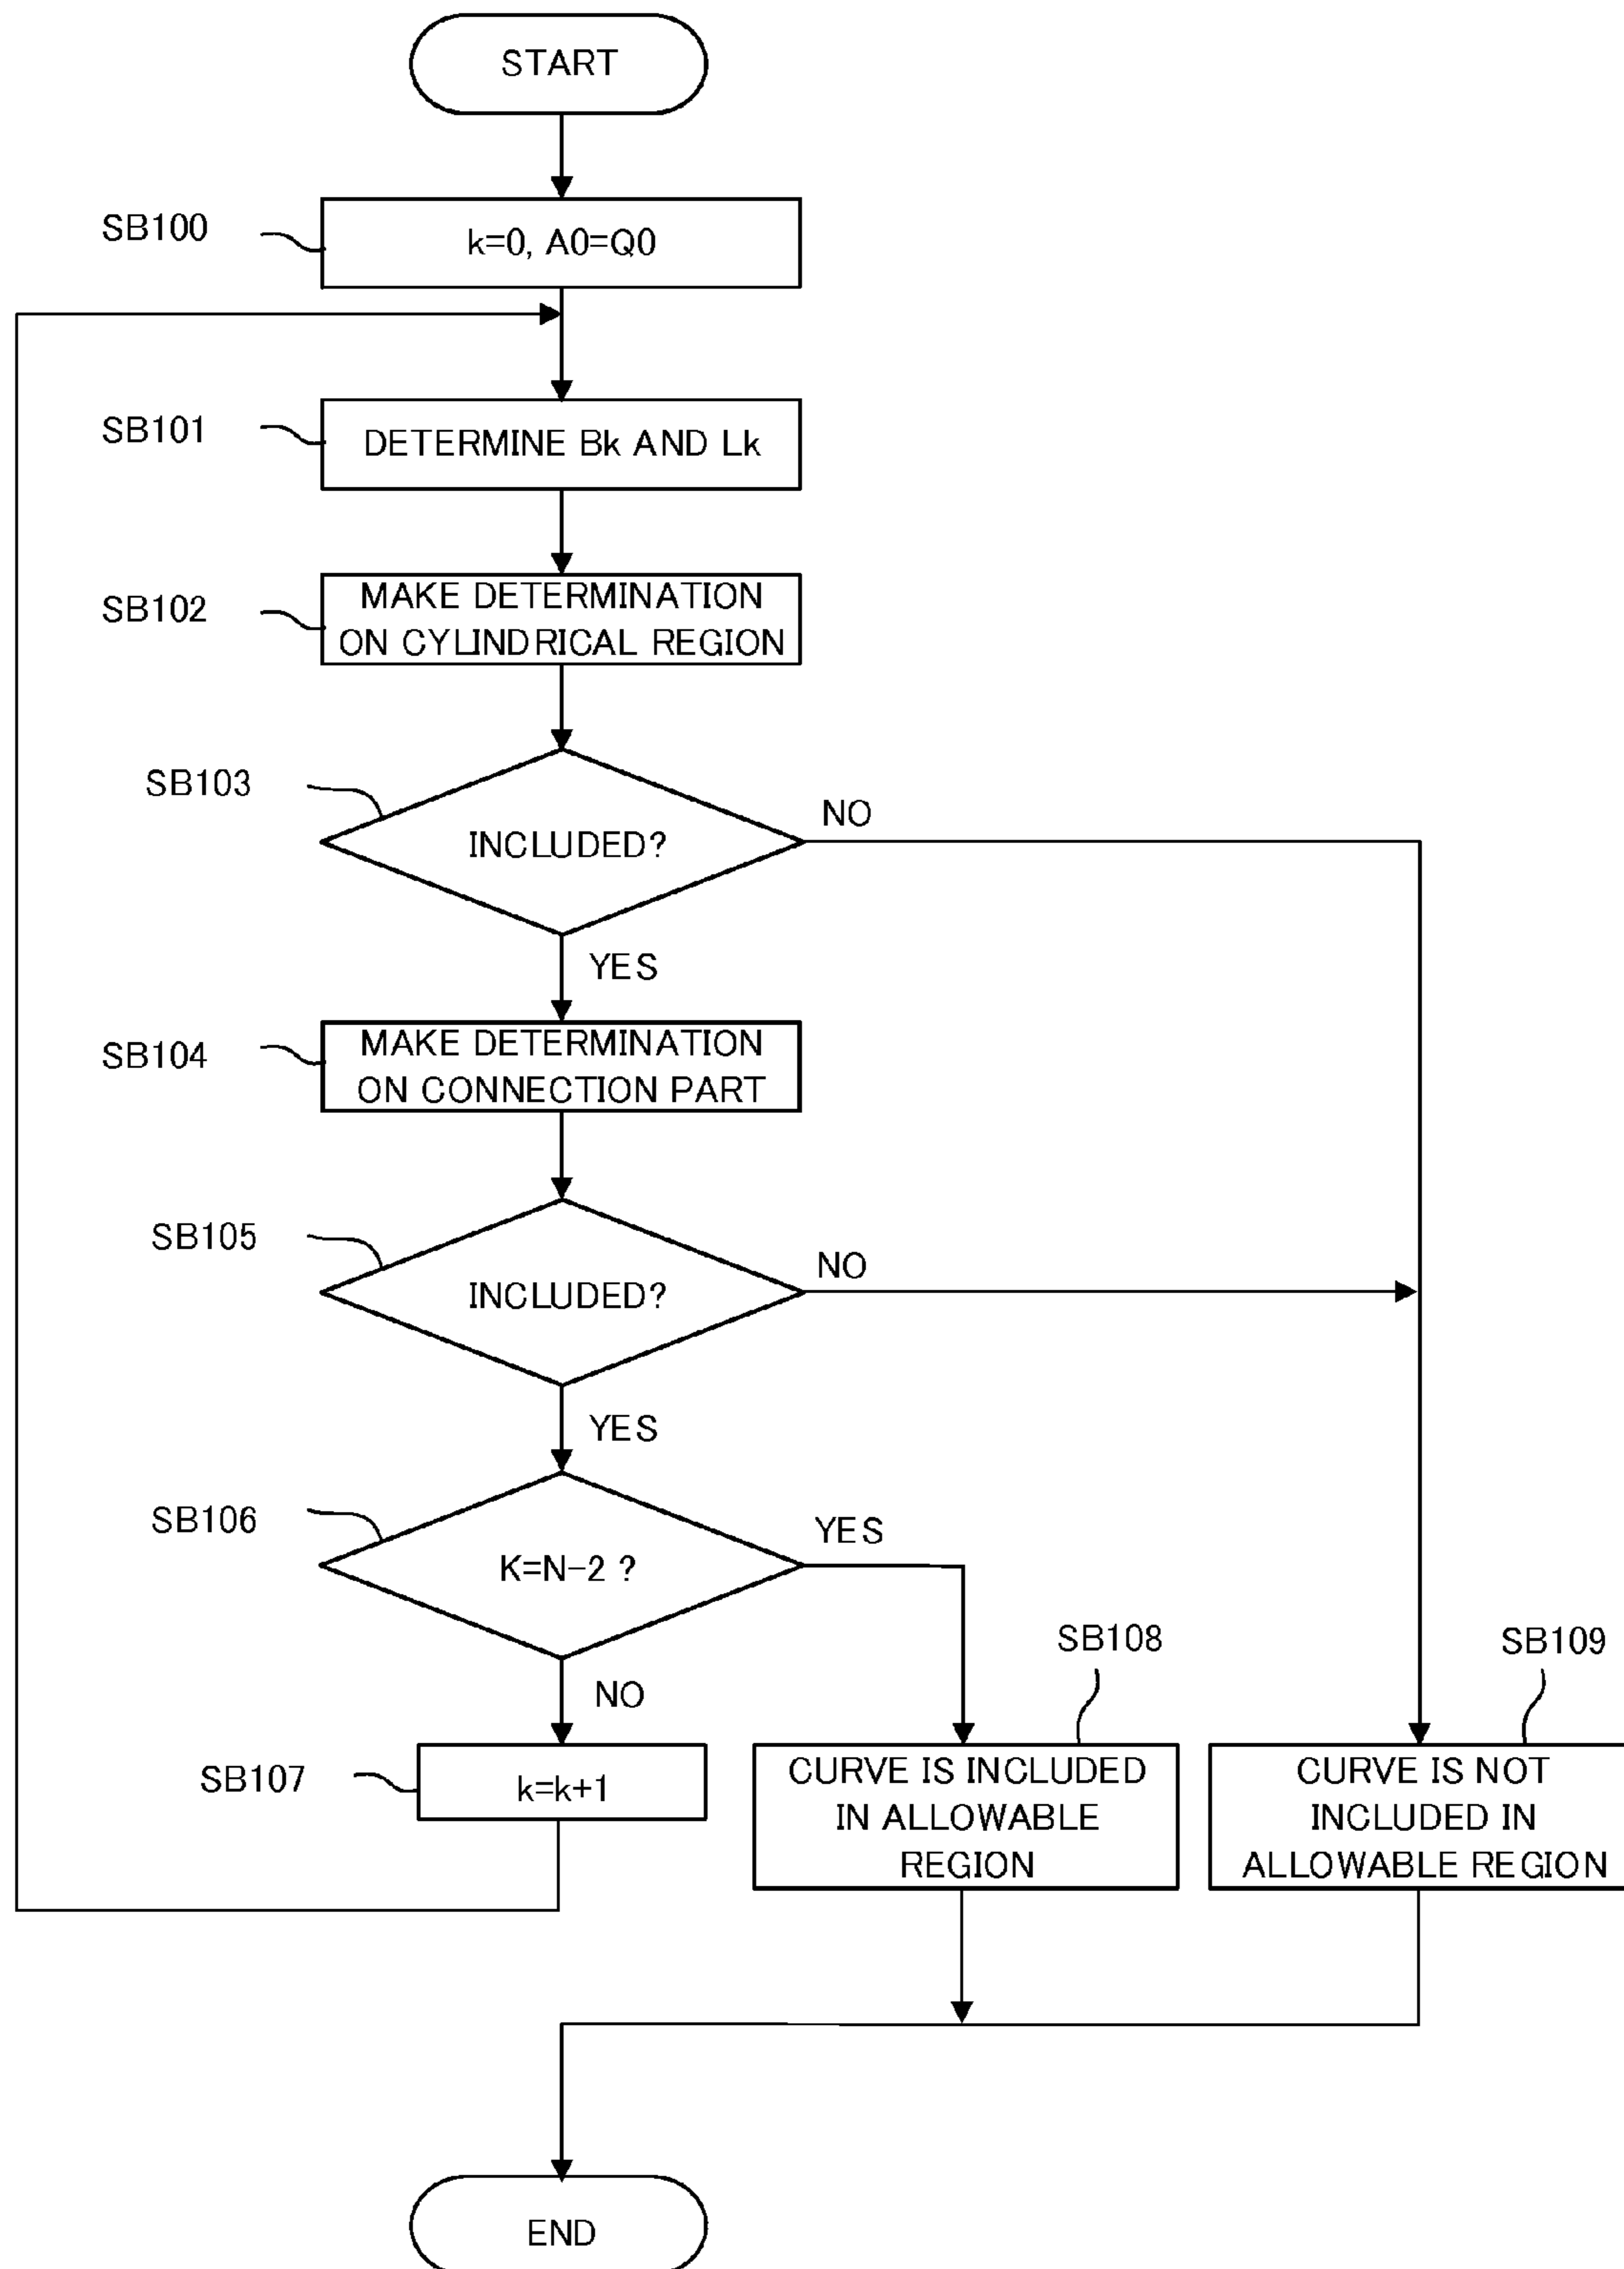 START
SB100
k=0, A0=Q0
SB101
DETERMINE Bk AND Lk
SB102
MAKE DETERMINATION
ON CYLINDRICAL REGION
SB103
INCLUDED?
NO
YES
SB104
MAKE DETERMINATION
ON CONNECTION PART
SB105
INCLUDED?
NO
YES
SB106
K=N-2 ?
YES
NO
SB107
k=k+1
SB108
CURVE IS INCLUDED
IN ALLOWABLE
REGION
SB109
CURVE IS NOT
INCLUDED IN
ALLOWABLE REGION
END